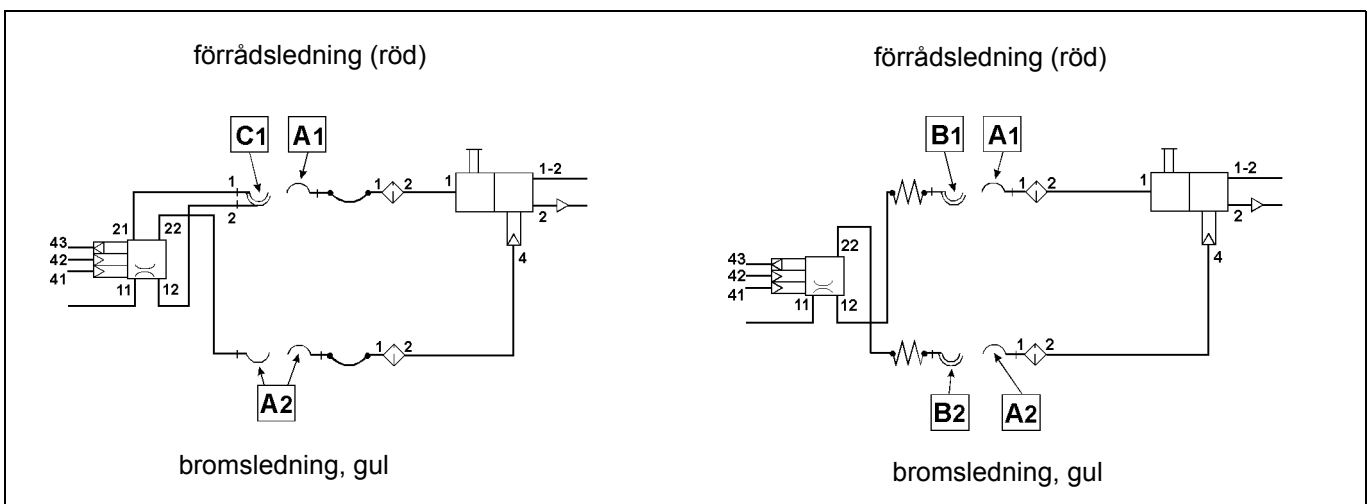 förrådsledning (röd)
C1 A1
1 1 2 1 1-2
2 2
21 22 4
43
42
41
11 12
1 2
A2
bromsledning, gul
förrådsledning (röd)
B1 A1
1 2 1 1-2
2
22 4
43
42
41
11 12
1 2
B2 A2
bromsledning, gul